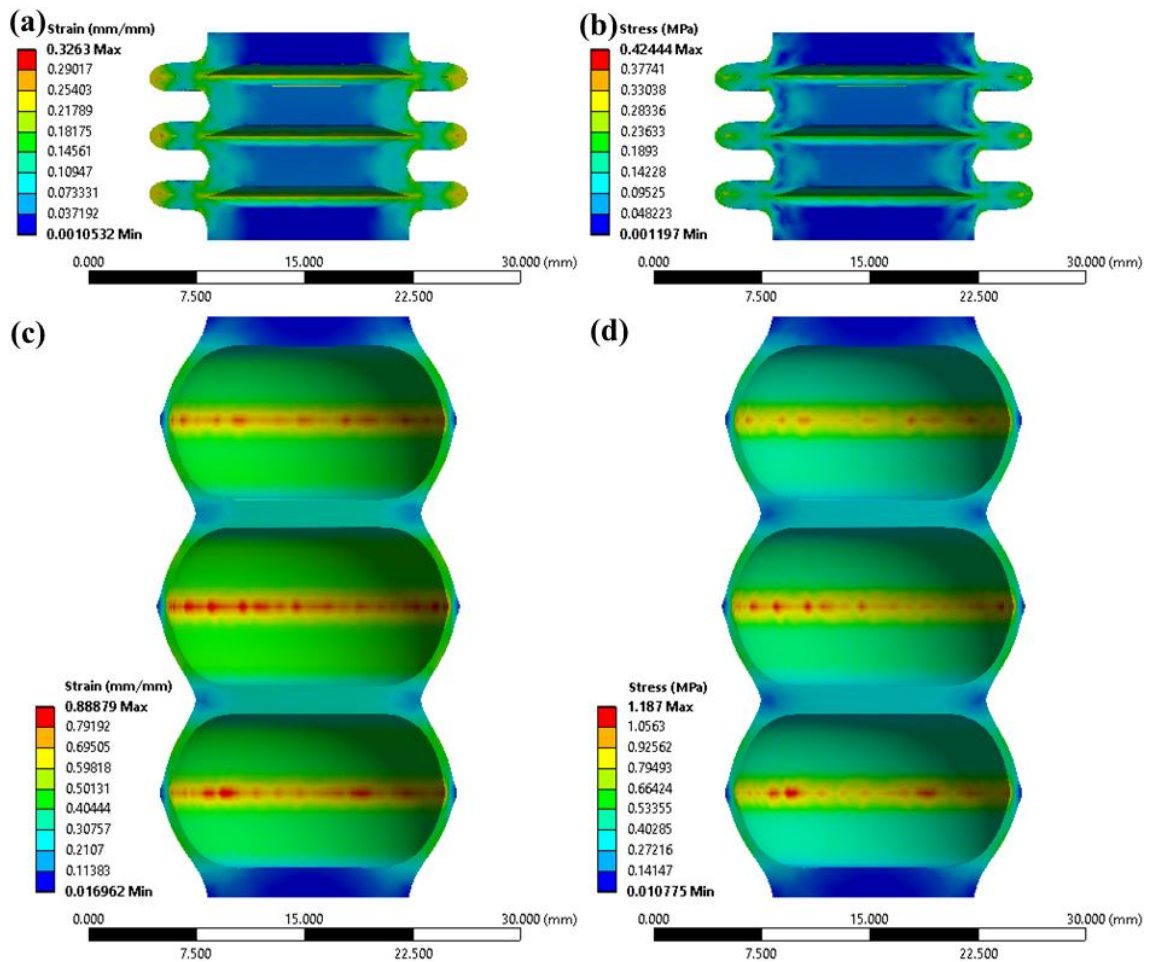 (a)
Strain (mm/mm)
0.3263 Max
0.29017
0.25403
0.21789
0.18175
0.14561
0.10947
0.073331
0.037192
0.0010532 Min
0.000 15.000 30.000 (mm)
7.500 22.500
(b)
Stress (MPa)
0.42444 Max
0.37741
0.33038
0.28336
0.23633
0.1893
0.14228
0.09525
0.048223
0.001197 Min
0.000 15.000 30.000 (mm)
7.500 22.500
(c)
Strain (mm/mm)
0.88879 Max
0.79192
0.69505
0.59818
0.50131
0.40444
0.30757
0.2107
0.11383
0.016962 Min
0.000 15.000 30.000 (mm)
7.500 22.500
(d)
Stress (MPa)
1.187 Max
1.0563
0.92562
0.79493
0.66424
0.53355
0.40285
0.27216
0.14147
0.010775 Min
0.000 15.000 30.000 (mm)
7.500 22.500